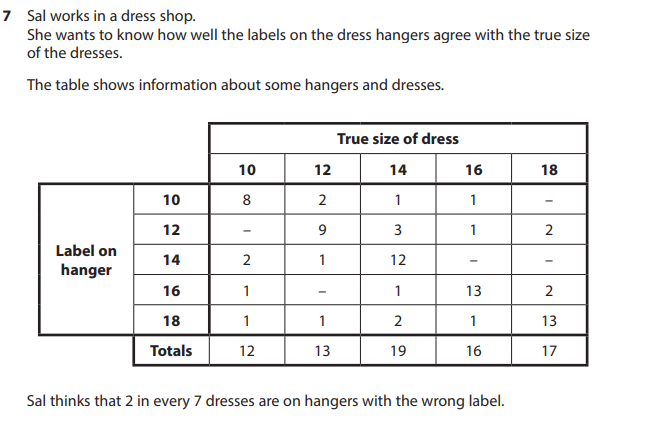 7 Sal works in a dress shop.
She wants to know how well the labels on the dress hangers agree with the true size
of the dresses.
The table shows information about some hangers and dresses.
True size of dress
10 12 14 16 18
10 8 2 1 1 –
12 – 9 3 1 2
Label on
hanger
14 2 1 12 – –
16 1 – 1 13 2
18 1 1 2 1 13
Totals 12 13 19 16 17
Sal thinks that 2 in every 7 dresses are on hangers with the wrong label.